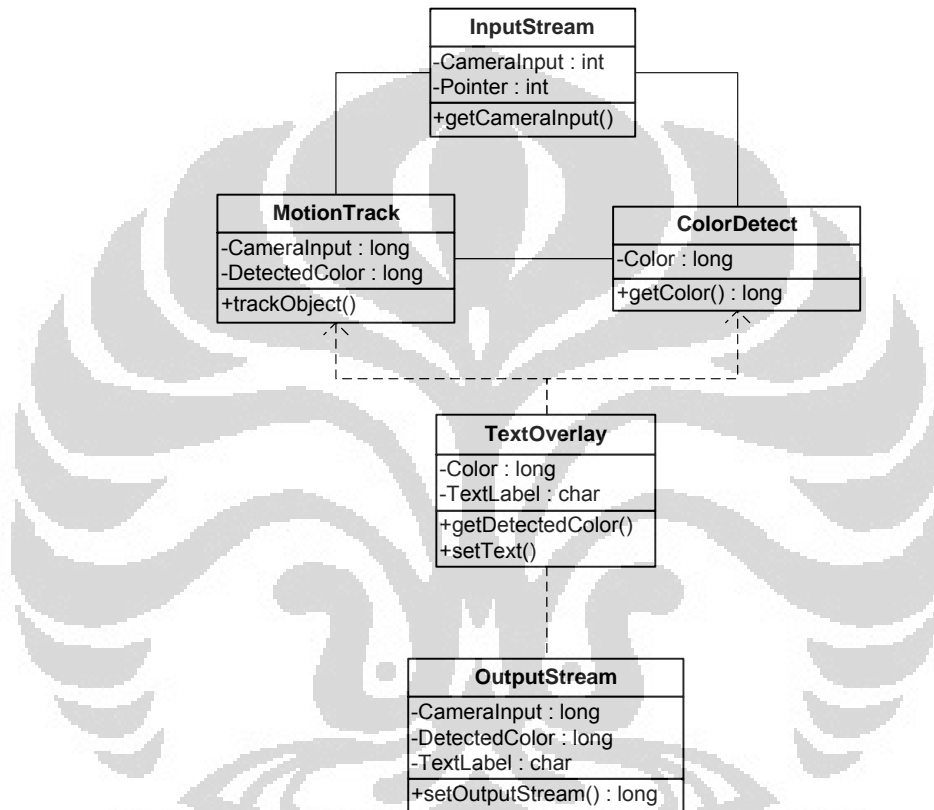 InputStream
-CameraInput : int
-Pointer : int
+getCameraInput()
MotionTrack
-CameraInput : long
-DetectedColor : long
+trackObject()
ColorDetect
-Color : long
+getColor() : long
TextOverlay
-Color : long
-TextLabel : char
+getDetectedColor()
+setText()
OutputStream
-CameraInput : long
-DetectedColor : long
-TextLabel : char
+setOutputStream() : long